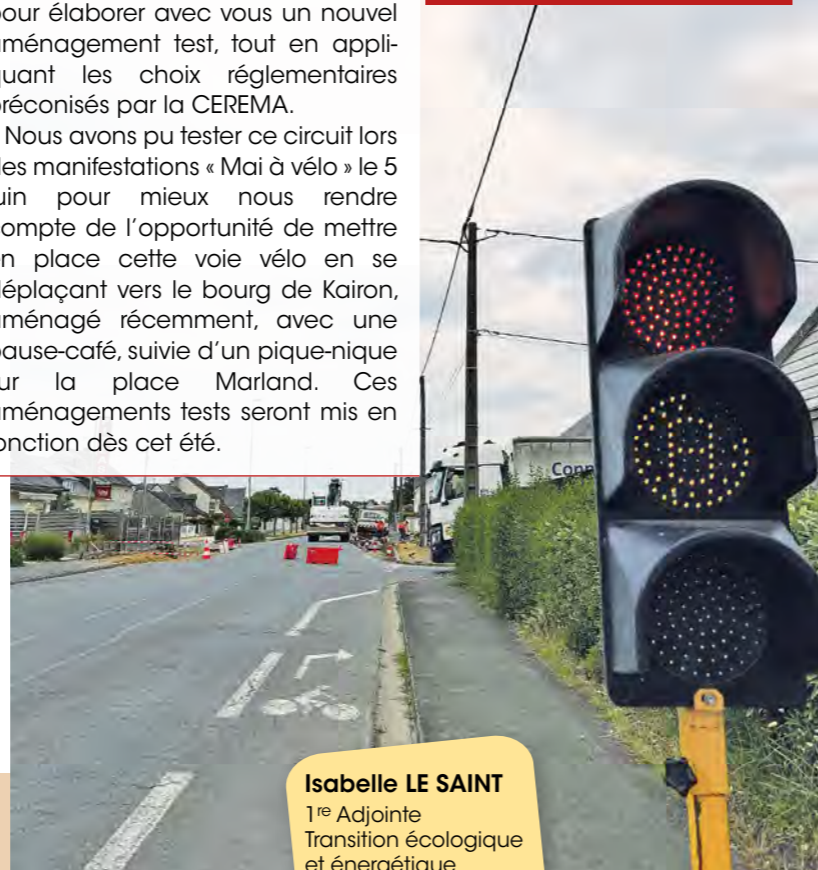 pour élaborer avec vous un nouvel
aménagement test, tout en appli-
quant les choix réglementaires
préconisés par la CEREMA.
Nous avons pu tester ce circuit lors
des manifestations « Mai à vélo » le 5
juin pour mieux nous rendre
compte de l'opportunité de mettre
en place cette voie vélo en se
déplaçant vers le bourg de Kairon,
aménagé récemment, avec une
pause-café, suivie d'un pique-nique
sur la place Marland. Ces
aménagements tests seront mis en
fonction dès cet été.
Conn
Isabelle LE SAINT
1re Adjointe
Transition écologique
et énergétique